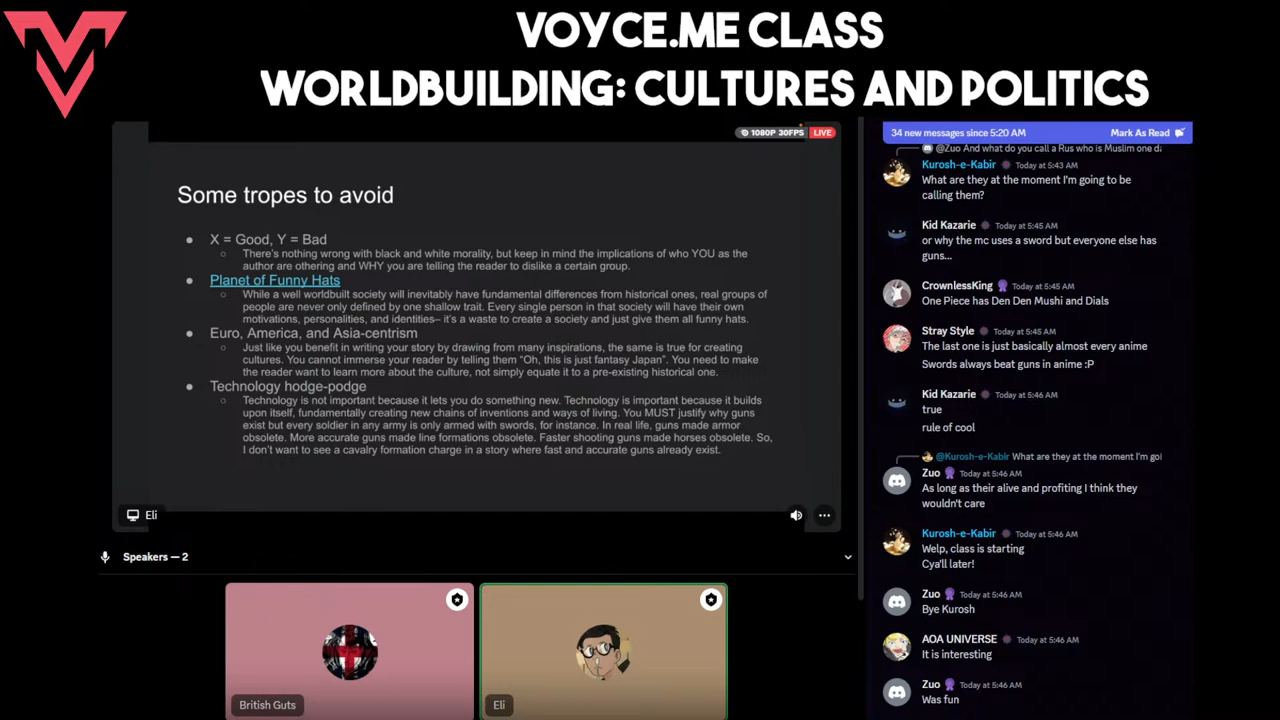 VOYCE.ME CLASS
WORLDBUILDING: CULTURES AND POLITICS
1080P 30FPS
LIVE
Some tropes to avoid
● X = Good, Y = Bad
○ There's nothing wrong with black and white morality, but keep in mind the implications of who YOU as the
author are othering and WHY you are telling the reader to dislike a certain group.
● Planet of Funny Hats
○ While a well worldbuilt society will inevitably have fundamental differences from historical ones, real groups of
people are never only defined by one shallow trait. Every single person in that society will have their own
motivations, personalities, and identities– it's a waste to create a society and just give them all funny hats.
● Euro, America, and Asia-centrism
○ Just like you benefit in writing your story by drawing from many inspirations, the same is true for creating
cultures. You cannot immerse your reader by telling them “Oh, this is just fantasy Japan”. You need to make
the reader want to learn more about the culture, not simply equate it to a pre-existing historical one.
● Technology hodge-podge
○ Technology is not important because it lets you do something new. Technology is important because it builds
upon itself, fundamentally creating new chains of inventions and ways of living. You MUST justify why guns
exist but every soldier in any army is only armed with swords, for instance. In real life, guns made armor
obsolete. More accurate guns made line formations obsolete. Faster shooting guns made horses obsolete. So,
I don't want to see a cavalry formation charge in a story where fast and accurate guns already exist.
Eli
Speakers — 2
British Guts
Eli
34 new messages since 5:20 AM
Mark As Read
@Zuo And what do you call a Rus who is Muslim one da
Kurosh-e-Kabir Today at 5:43 AM
What are they at the moment I'm going to be
calling them?
Kid Kazarie Today at 5:45 AM
or why the mc uses a sword but everyone else has
guns...
CrownlessKing Today at 5:45 AM
One Piece has Den Den Mushi and Dials
Stray Style Today at 5:45 AM
The last one is just basically almost every anime
Swords always beat guns in anime :P
Kid Kazarie Today at 5:46 AM
true
rule of cool
@Kurosh-e-Kabir What are they at the moment I'm goi
Zuo Today at 5:46 AM
As long as their alive and profiting I think they
wouldn't care
Kurosh-e-Kabir Today at 5:46 AM
Welp, class is starting
Cya'll later!
Zuo Today at 5:46 AM
Bye Kurosh
AOA UNIVERSE Today at 5:46 AM
It is interesting
Zuo Today at 5:46 AM
Was fun